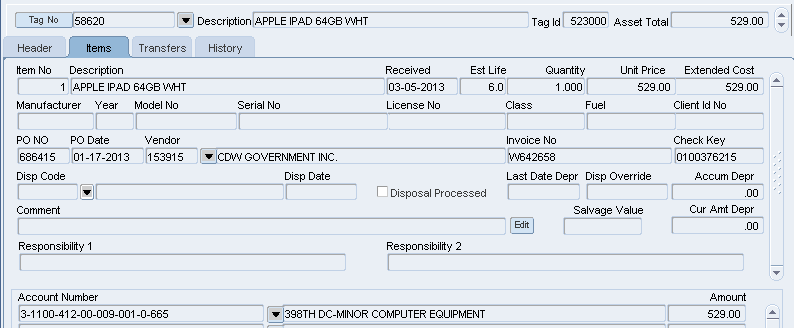 Tag No 58620 Description APPLE IPAD 64GB WHT Tag Id 523000 Asset Total 529.00
Header Items Transfers History
Item No Description Received Est Life Quantity Unit Price Extended Cost
1 APPLE IPAD 64GB WHT 03-05-2013 6.0 1.000 529.00 529.00
Manufacturer Year Model No Serial No License No Class Fuel Client Id No
PO NO PO Date Vendor Invoice No Check Key
686415 01-17-2013 153915 CDW GOVERNMENT INC. W642658 0100376215
Disp Code Disp Date Last Date Depr Disp Override Accum Depr
Disposal Processed .00
Comment Salvage Value Cur Amt Depr
Edit .00
Responsibility 1 Responsibility 2
Account Number Amount
3-1100-412-00-009-001-0-665 398TH DC-MINOR COMPUTER EQUIPMENT 529.00